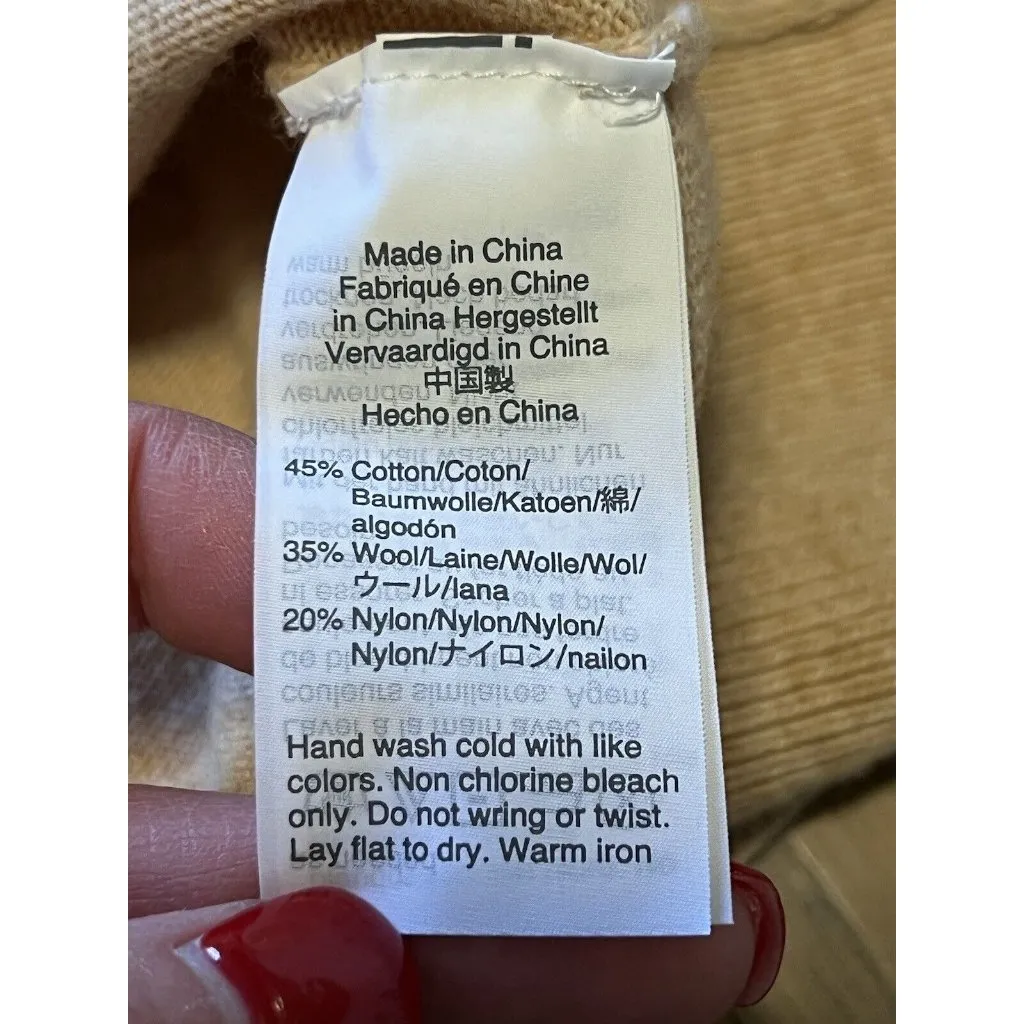 Made in China
Fabriqué en Chine
in China Hergestellt
Vervaardigd in China
中国製
Hecho en China
45% Cotton/Coton/
Baumwolle/Katoen/綿/
algodón
35% Wool/Laine/Wolle/Wol/
ウール/lana
20% Nylon/Nylon/Nylon/
Nylon/ナイロン/nailon
Hand wash cold with like
colors. Non chlorine bleach
only. Do not wring or twist.
Lay flat to dry. Warm iron